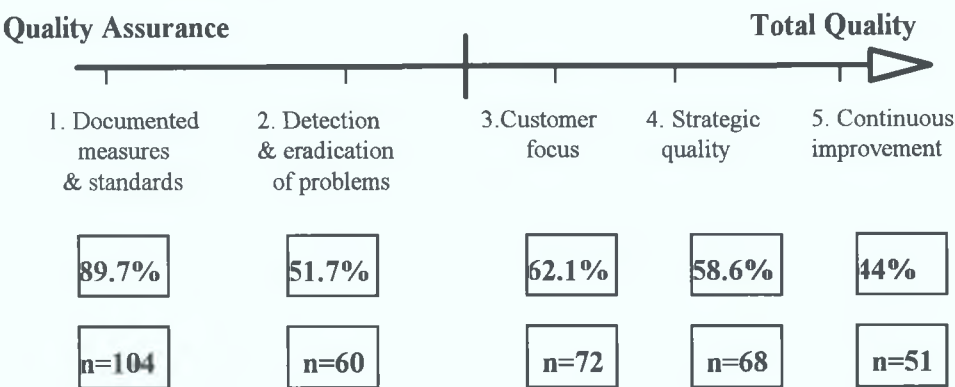 Quality Assurance
Total Quality
1. Documented
measures
& standards
2. Detection
& eradication
of problems
3.Customer
focus
4. Strategic
quality
5. Continuous
improvement
89.7%
51.7%
62.1%
58.6%
44%
n=104
n=60
n=72
n=68
n=51